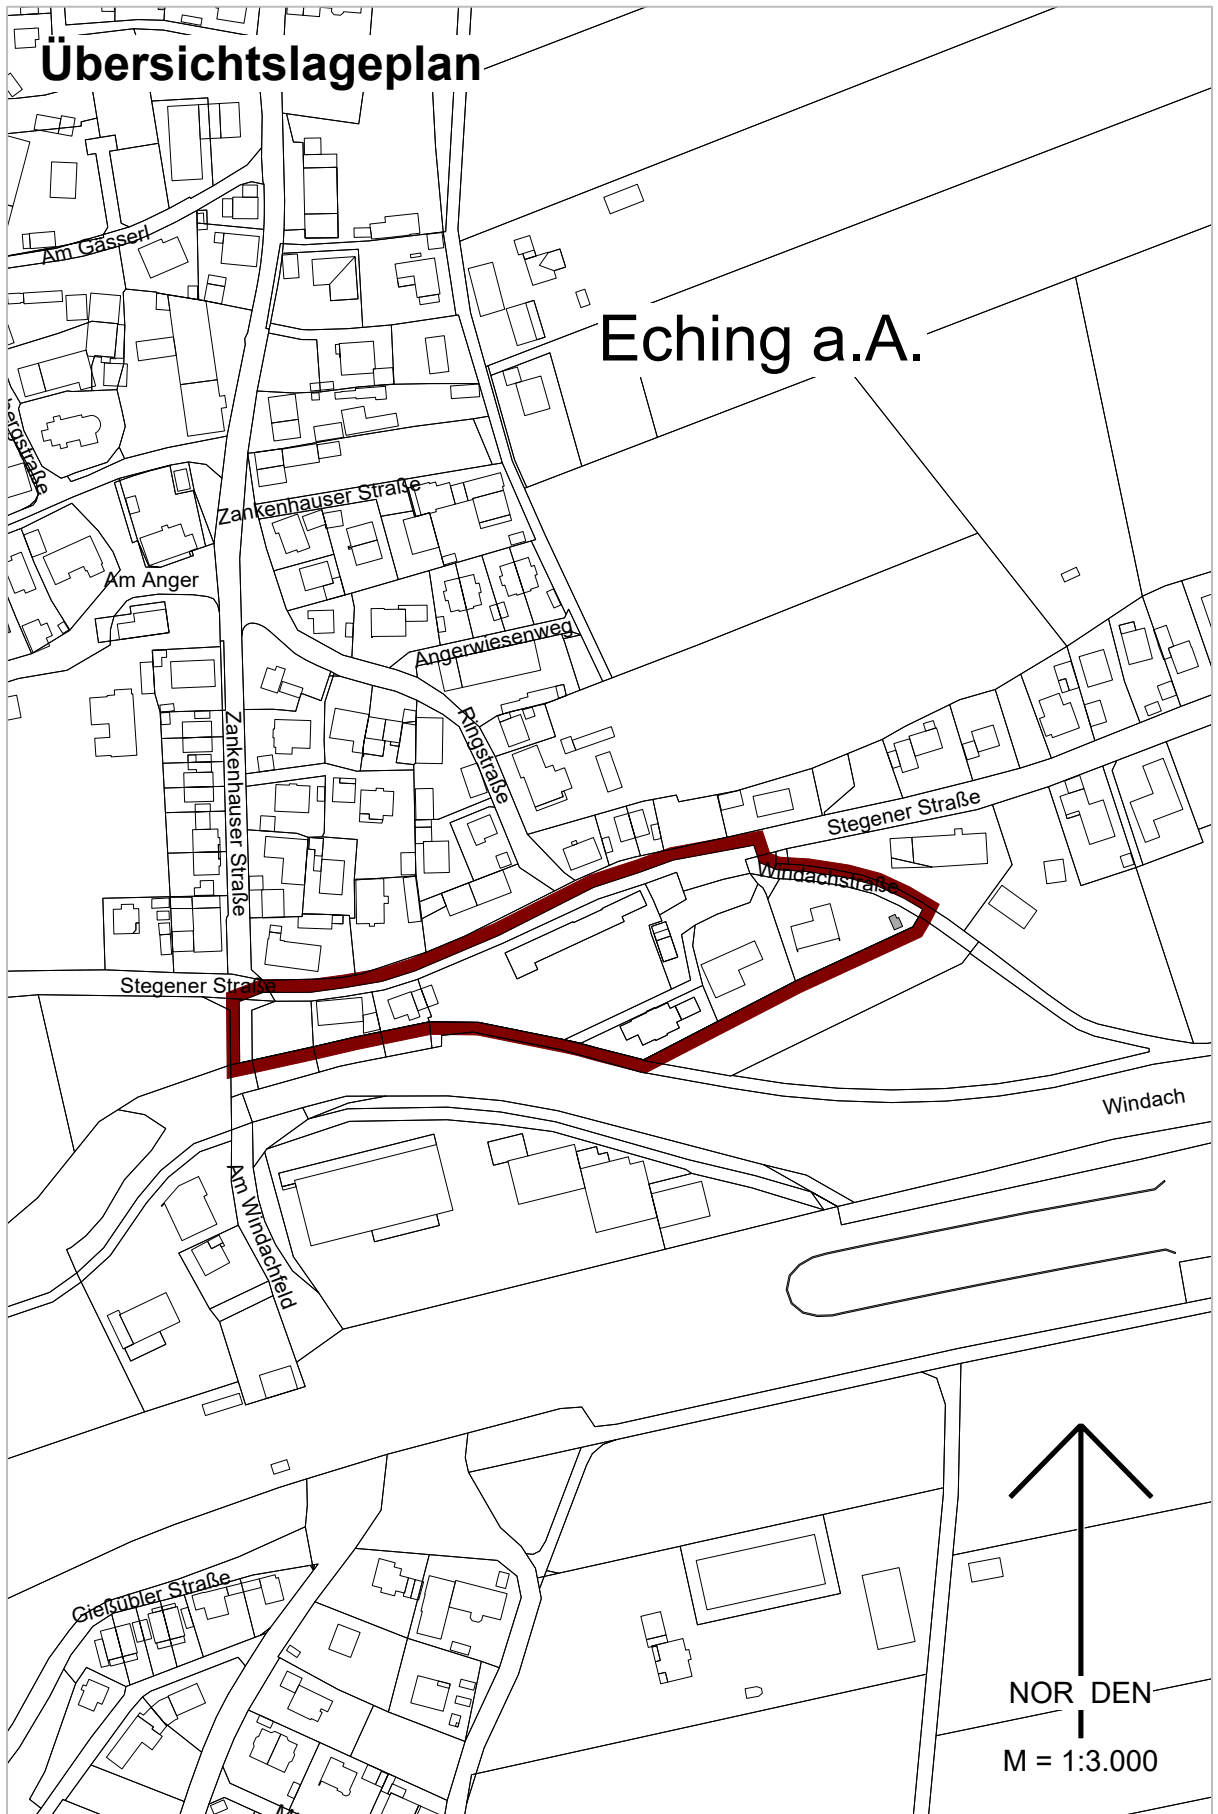 Übersichtslageplan
Am Gässerl
Eching a.A.
bergstraße
Zankenhauser Straße
Am Anger
Angerwiesenweg
Ringstraße
Zankenhauser Straße
Stegener Straße
Windachstraße
Stegener Straße
Windach
Am Windachfeld
Gießübler Straße
NOR DEN
M = 1:3.000